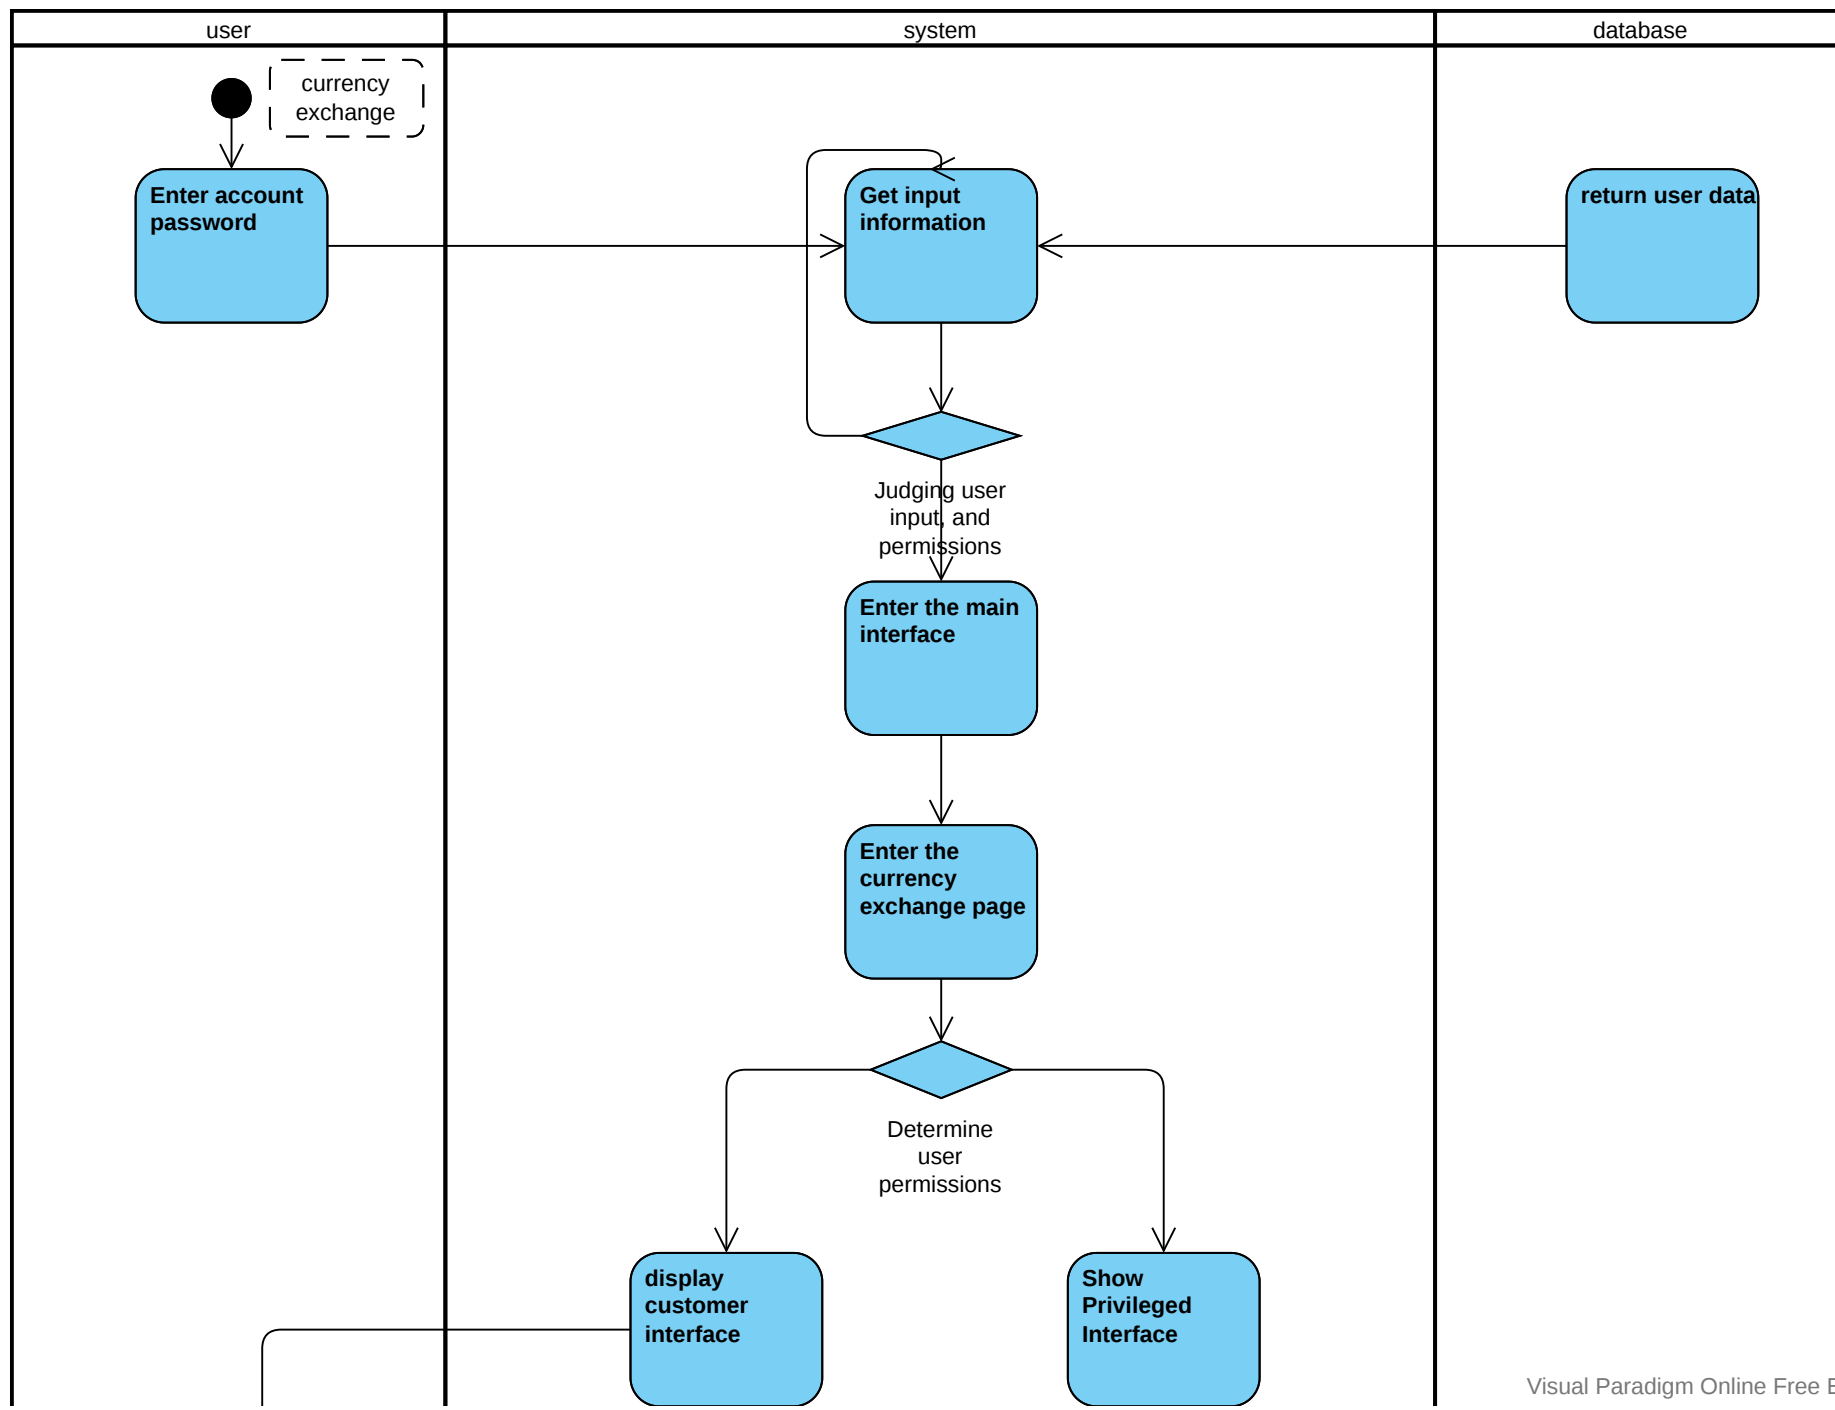 user
system
database
currency
exchange
Enter account
password
Get input
information
return user data
Judging user
input, and
permissions
Enter the main
interface
Enter the
currency
exchange page
Determine
user
permissions
display
customer
interface
Show
Privileged
Interface
Visual Paradigm Online Free E